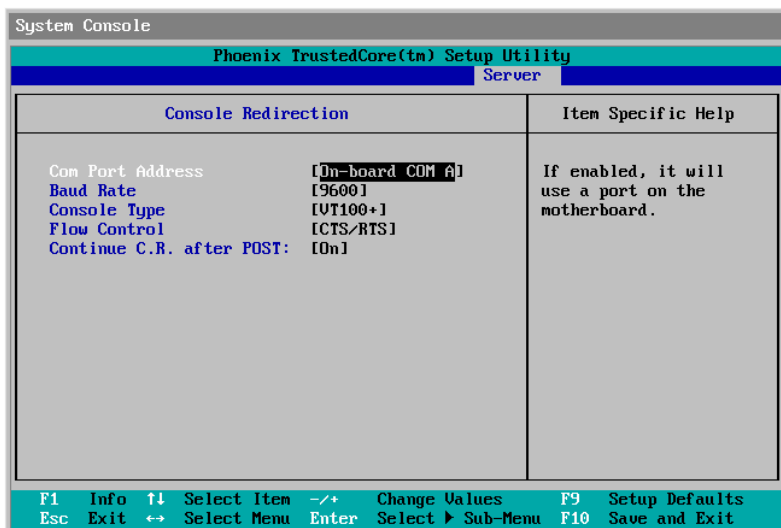 System Console
Phoenix TrustedCore(tm) Setup Utility
Server
Console Redirection
Item Specific Help
Com Port Address [On-board COM A]
Baud Rate [9600]
Console Type [VT100+]
Flow Control [CTS/RTS]
Continue C.R. after POST: [On]
If enabled, it will
use a port on the
motherboard.
F1 Info ↑↓ Select Item -/+ Change Values F9 Setup Defaults
Esc Exit ↔ Select Menu Enter Select ▶ Sub-Menu F10 Save and Exit